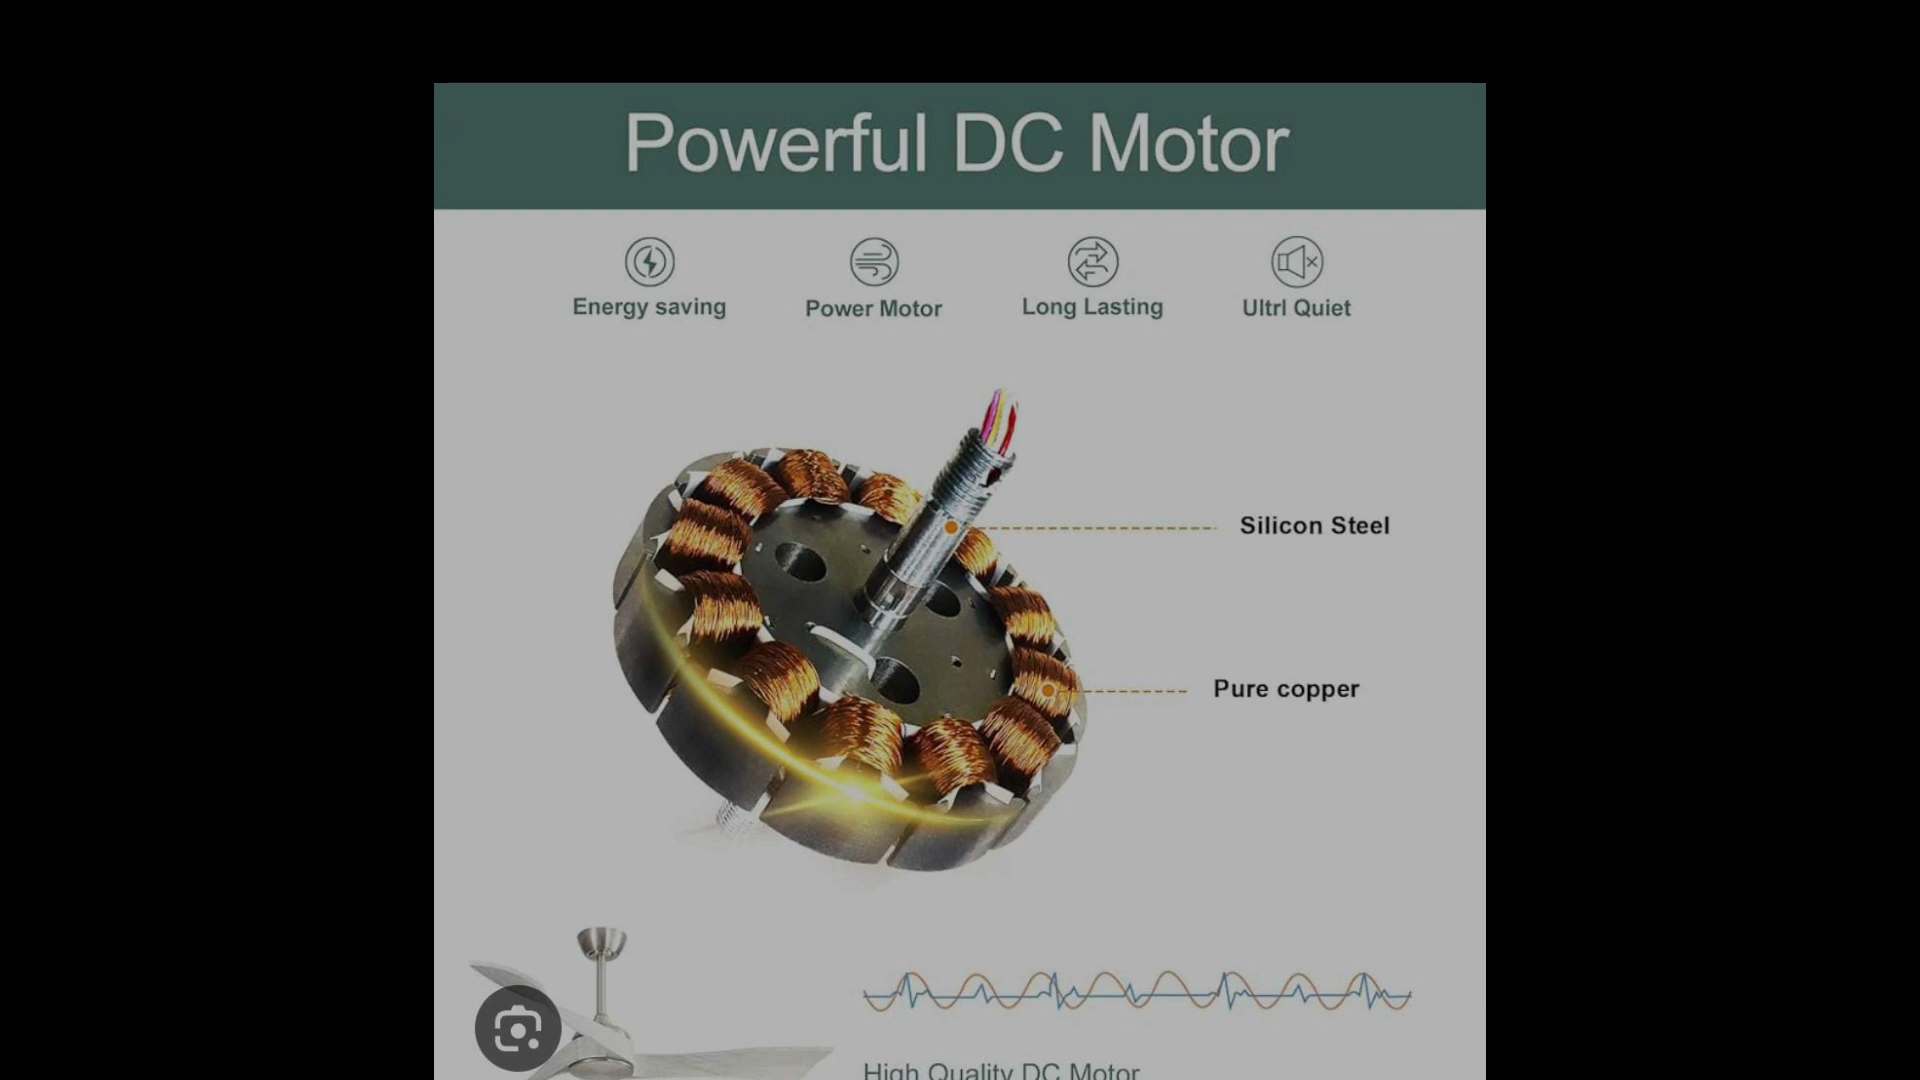 Powerful DC Motor
Energy saving
Power Motor
Long Lasting
Ultrl Quiet
Silicon Steel
Pure copper
High Quality DC Motor